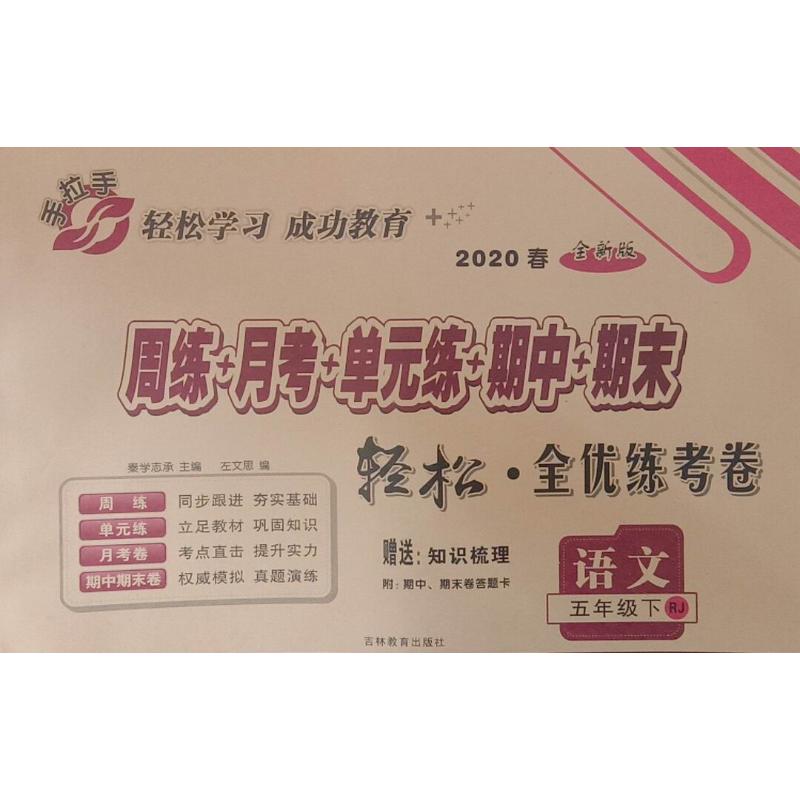 手拉手
轻松学习 成功教育
2020 春 全新版
周练+月考+单元练+期中+期末
轻松·全优练考卷
秦学志承 主编 左文思 编
周 练 同步跟进 夯实基础
单元练 立足教材 巩固知识
月考卷 考点直击 提升实力
期中期末卷 权威模拟 真题演练
赠送：知识梳理
附：期中、期末卷答题卡
语文
五年级下 RJ
吉林教育出版社